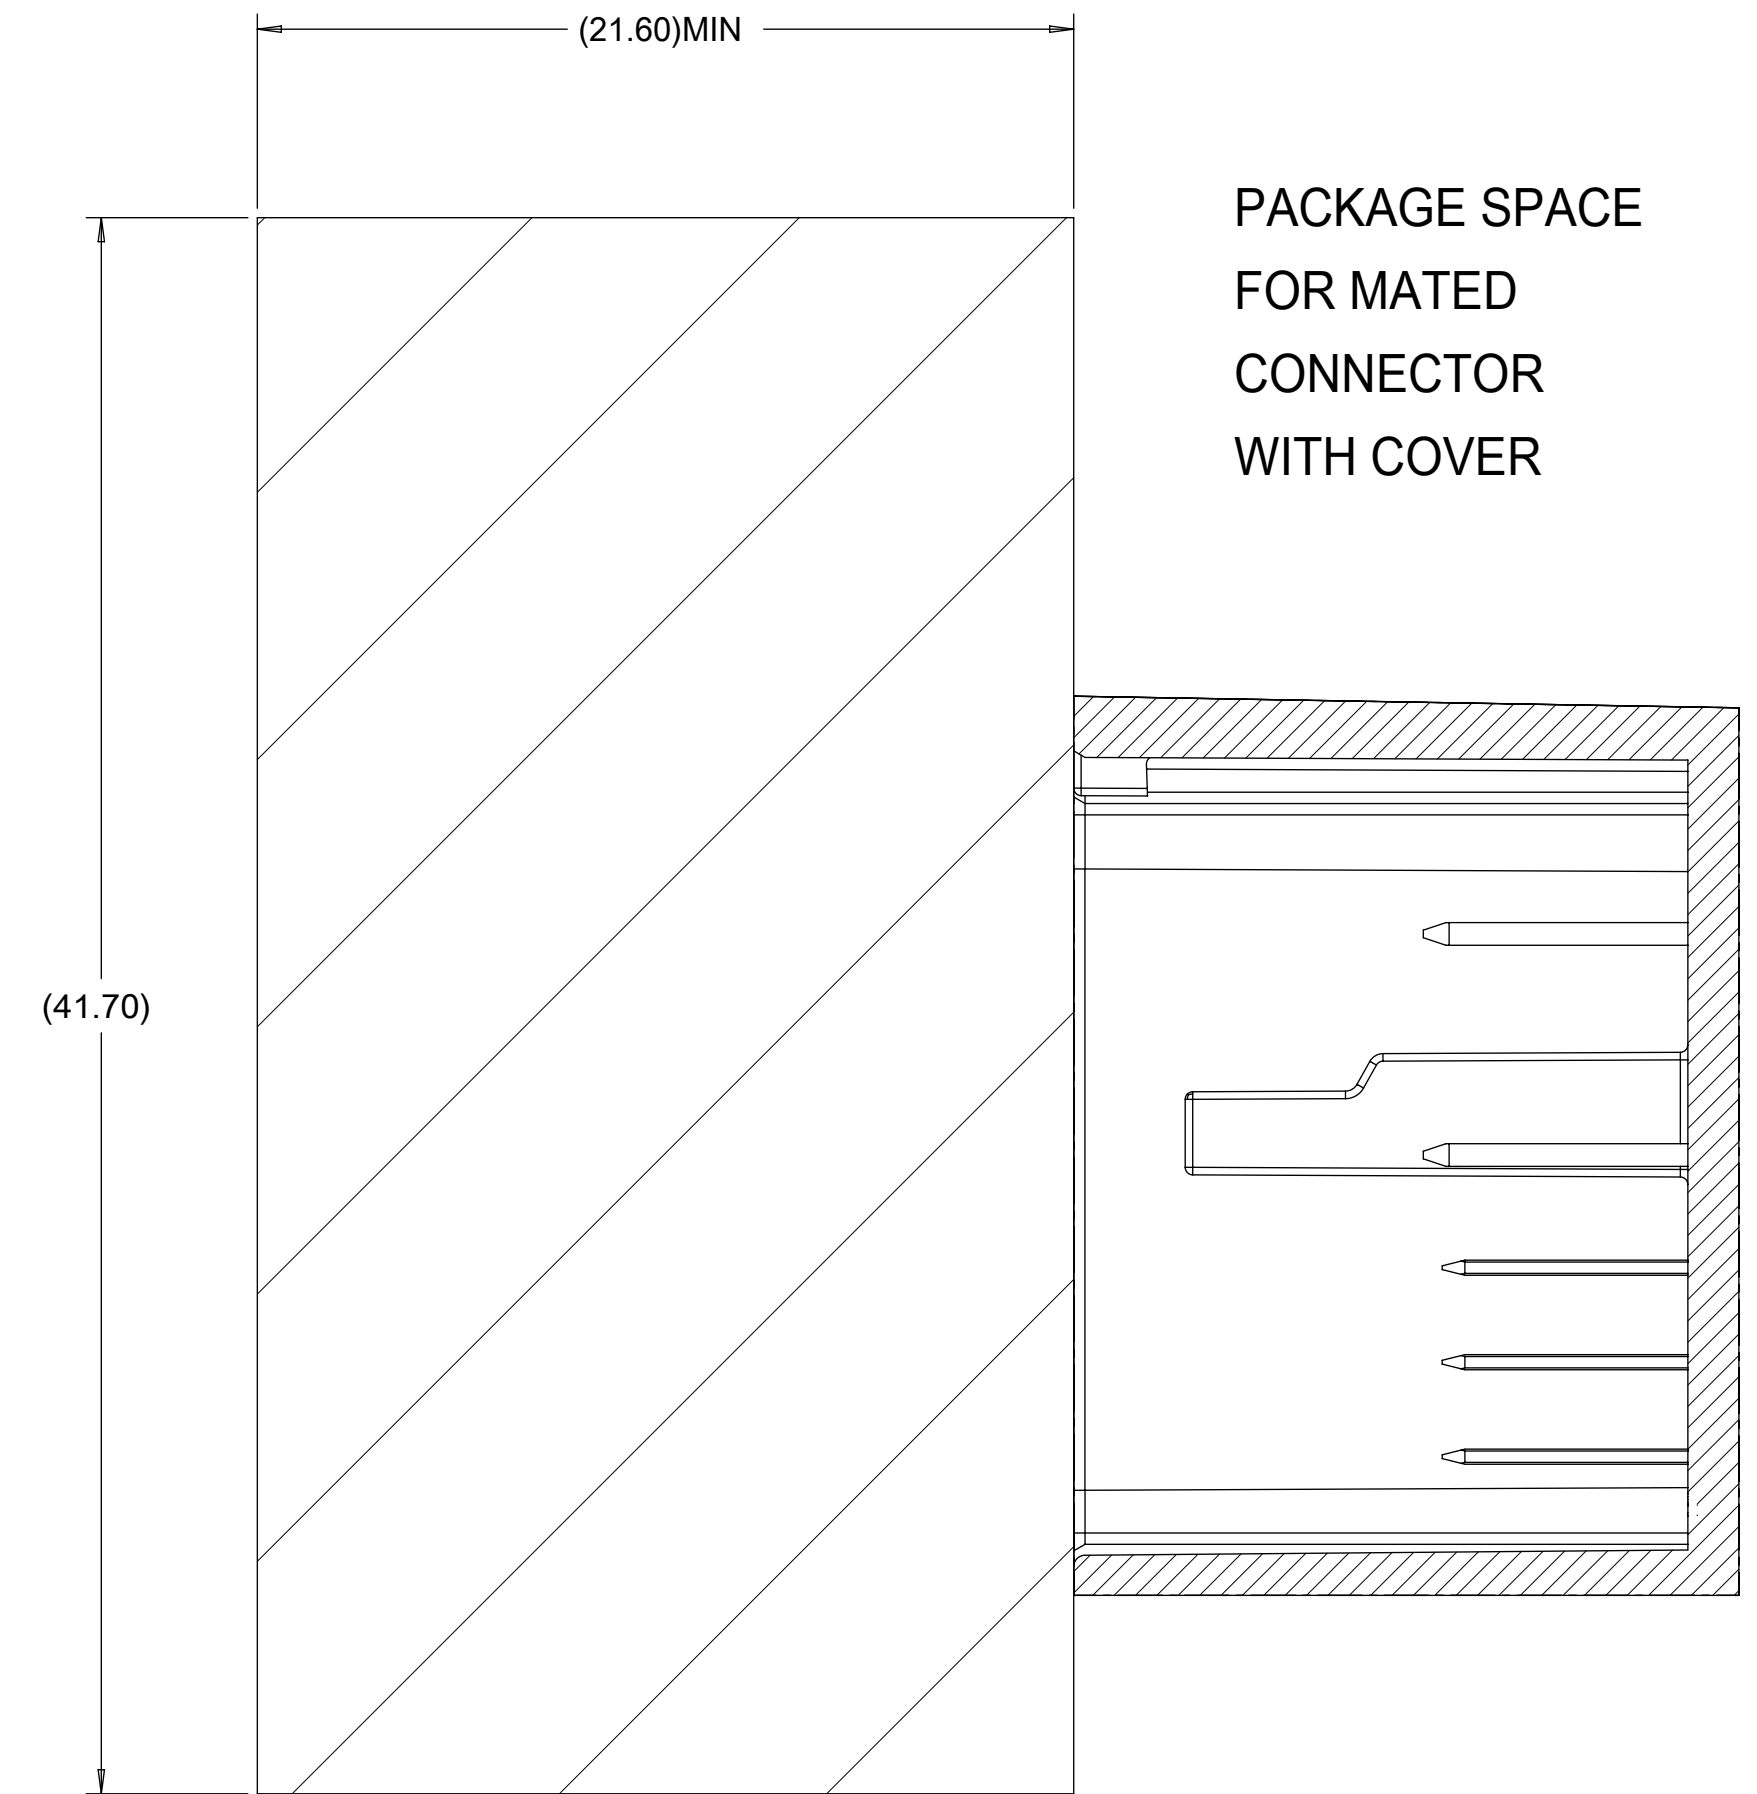 (21.60)MIN
PACKAGE SPACE
FOR MATED
CONNECTOR
WITH COVER
(41.70)